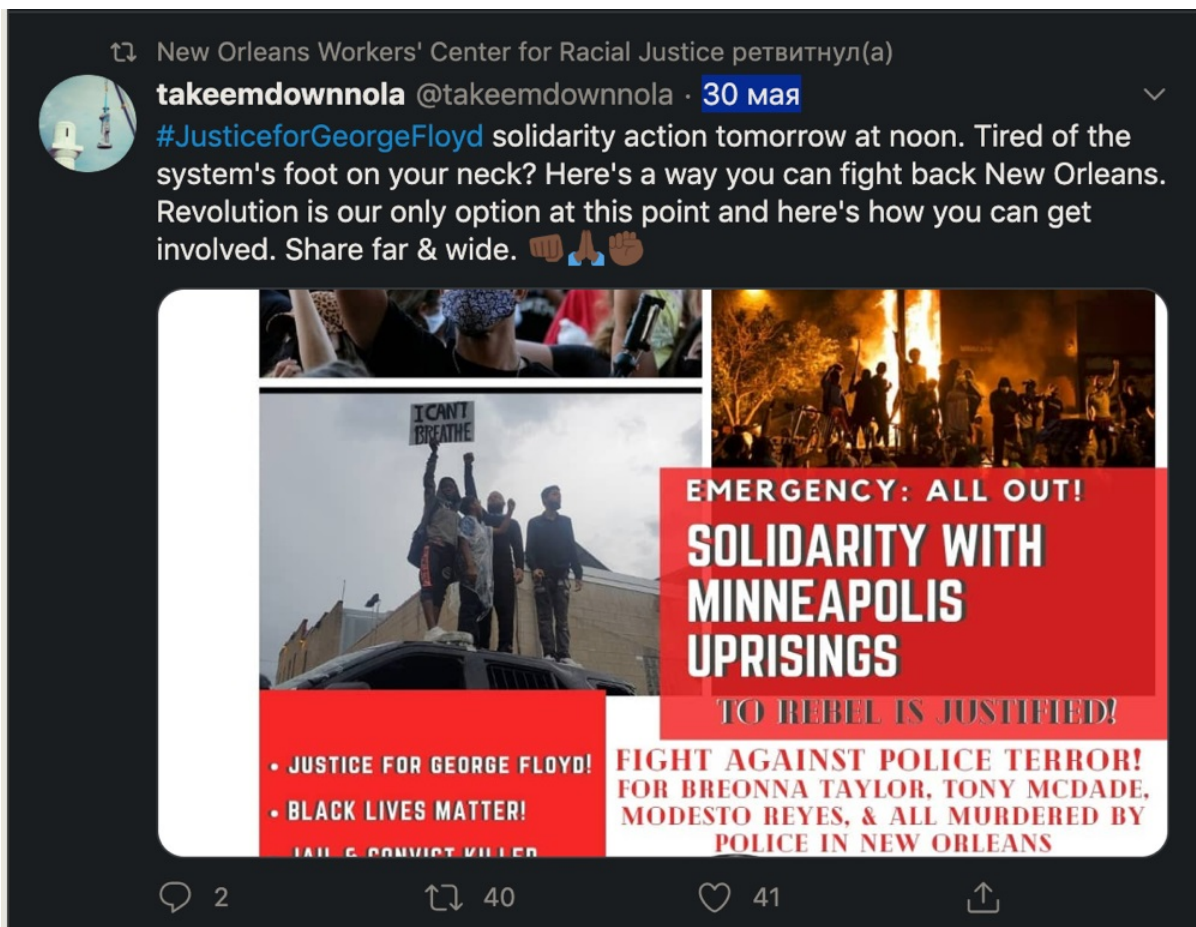 New Orleans Workers' Center for Racial Justice ретвитнул(а)
takeemdownnola @takeemdownnola · 30 мая
#JusticeforGeorgeFloyd solidarity action tomorrow at noon. Tired of the
system's foot on your neck? Here's a way you can fight back New Orleans.
Revolution is our only option at this point and here's how you can get
involved. Share far & wide. 👊🏾🙏🏾✊🏾
I CAN'T
BREATHE
EMERGENCY: ALL OUT!
SOLIDARITY WITH
MINNEAPOLIS
UPRISINGS
TO REBEL IS JUSTIFIED!
• JUSTICE FOR GEORGE FLOYD!
• BLACK LIVES MATTER!
JAIL & CONVICT KILLER
FIGHT AGAINST POLICE TERROR!
FOR BREONNA TAYLOR, TONY MCDADE,
MODESTO REYES, & ALL MURDERED BY
POLICE IN NEW ORLEANS
2 40 41